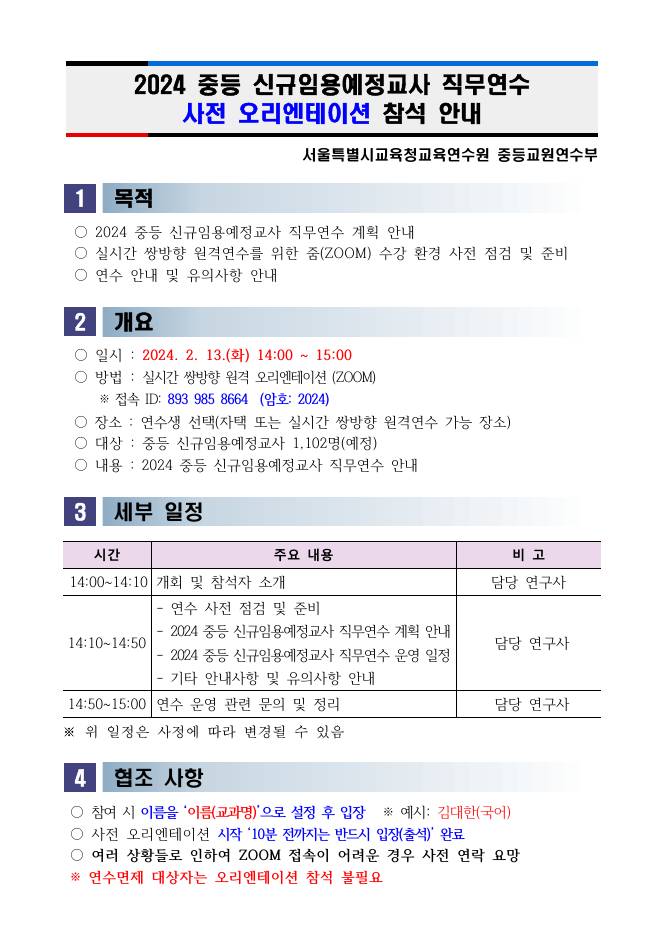 2024 중등 신규임용예정교사 직무연수
사전 오리엔테이션 참석 안내
서울특별시교육청교육연수원 중등교원연수부
1 목적
○ 2024 중등 신규임용예정교사 직무연수 계획 안내
○ 실시간 쌍방향 원격연수를 위한 줌(ZOOM) 수강 환경 사전 점검 및 준비
○ 연수 안내 및 유의사항 안내
2 개요
○ 일시 : 2024. 2. 13.(화) 14:00 ~ 15:00
○ 방법 : 실시간 쌍방향 원격 오리엔테이션 (ZOOM)
※ 접속 ID: 893 985 8664 (암호: 2024)
○ 장소 : 연수생 선택(자택 또는 실시간 쌍방향 원격연수 가능 장소)
○ 대상 : 중등 신규임용예정교사 1,102명(예정)
○ 내용 : 2024 중등 신규임용예정교사 직무연수 안내
3 세부 일정
시간 주요 내용 비 고
14:00~14:10 개회 및 참석자 소개 담당 연구사
- 연수 사전 점검 및 준비
- 2024 중등 신규임용예정교사 직무연수 계획 안내
14:10~14:50 담당 연구사
- 2024 중등 신규임용예정교사 직무연수 운영 일정
- 기타 안내사항 및 유의사항 안내
14:50~15:00 연수 운영 관련 문의 및 정리 담당 연구사
※ 위 일정은 사정에 따라 변경될 수 있음
4 협조 사항
○ 참여 시 이름을 ‘이름(교과명)’으로 설정 후 입장 ※ 예시: 김대한(국어)
○ 사전 오리엔테이션 시작 ‘10분 전까지는 반드시 입장(출석)’ 완료
○ 여러 상황들로 인하여 ZOOM 접속이 어려운 경우 사전 연락 요망
※ 연수면제 대상자는 오리엔테이션 참석 불필요